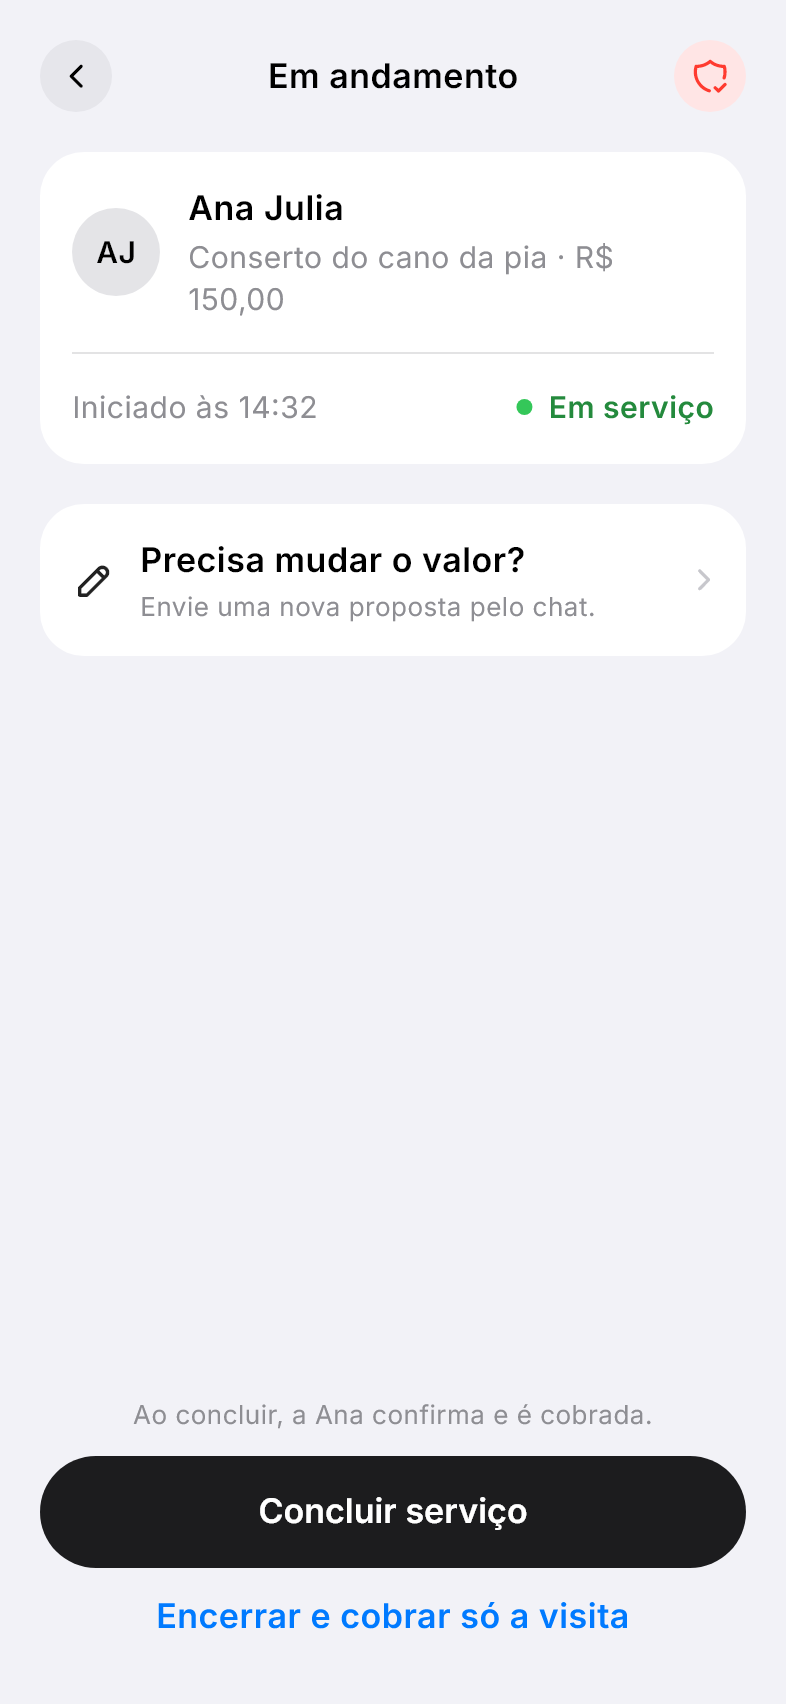 Em andamento
AJ
Ana Julia
Conserto do cano da pia · R$
150,00
Iniciado às 14:32
Em serviço
Precisa mudar o valor?
Envie uma nova proposta pelo chat.
Ao concluir, a Ana confirma e é cobrada.
Concluir serviço
Encerrar e cobrar só a visita